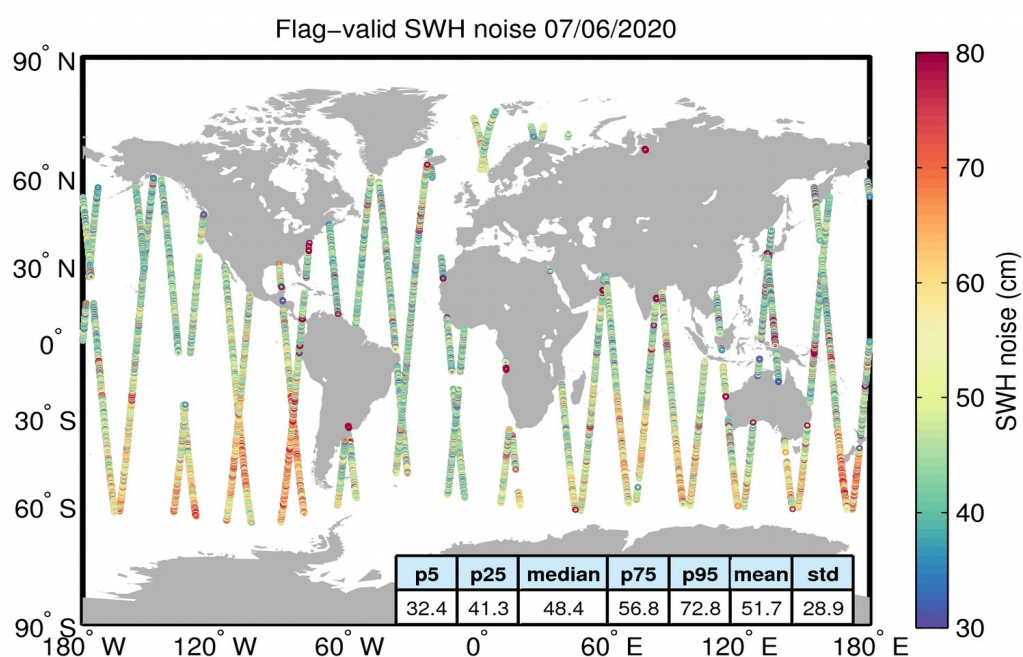 Flag−valid SWH noise 07/06/2020
90° N
60° N
30° N
0°
30° S
60° S
90° S
180° W
120° W
60° W
0°
60° E
120° E
180° E
80
70
60
50
40
30
SWH noise (cm)
p5 p25 median p75 p95 mean std
32.4 41.3 48.4 56.8 72.8 51.7 28.9